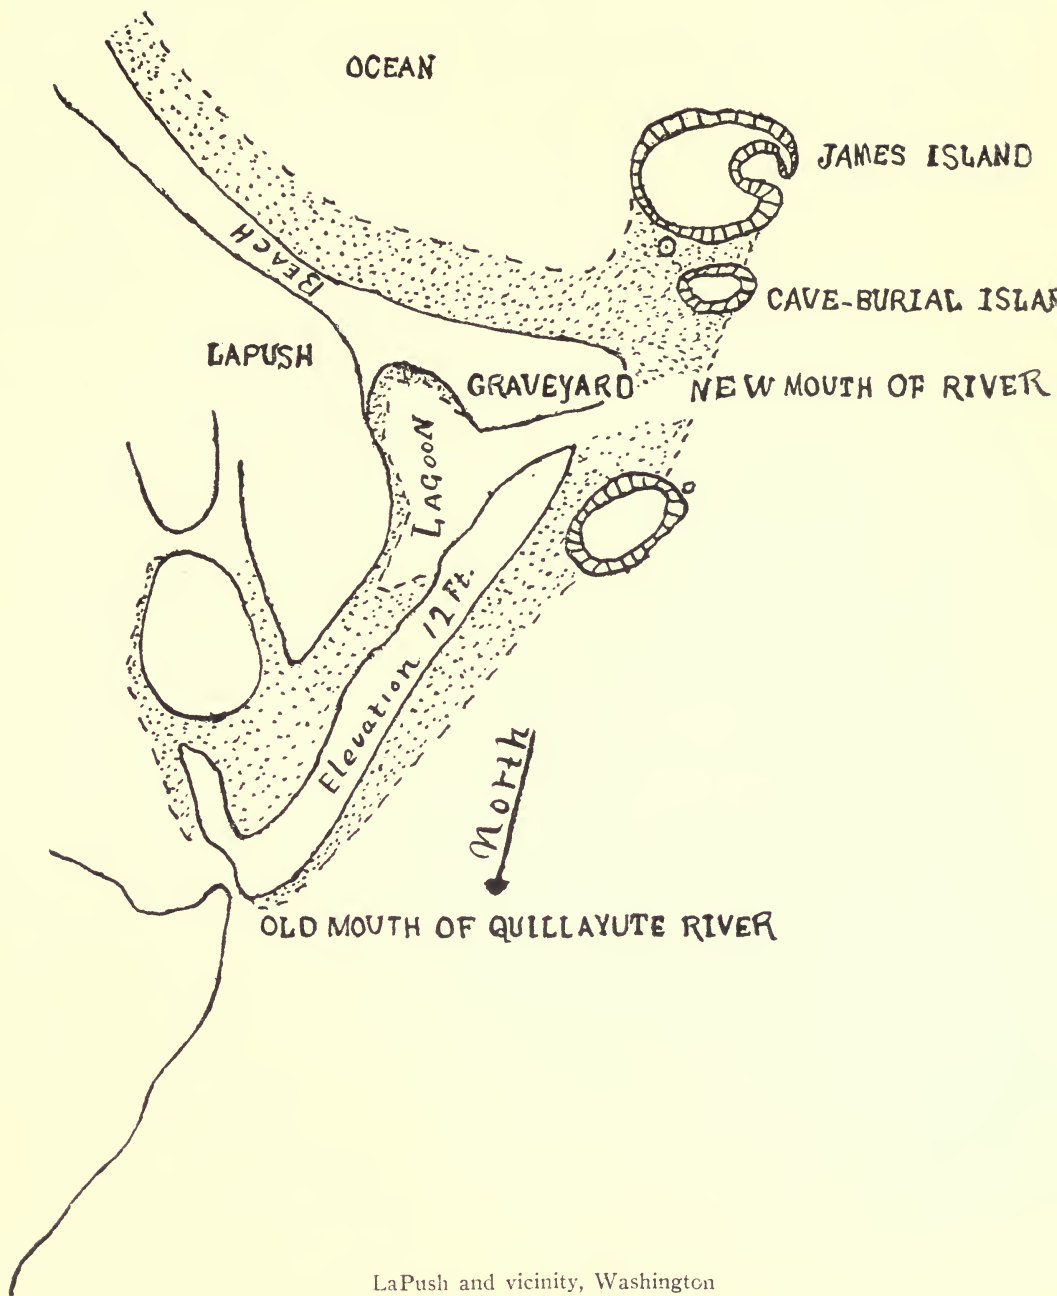 OCEAN
JAMES ISLAND
BEACH
CAVE-BURIAL ISLAN
LAPUSH
GRAVEYARD
NEW MOUTH OF RIVER
LAGOON
Elevation 12 Ft.
North
OLD MOUTH OF QUILLAYUTE RIVER
LaPush and vicinity, Washington